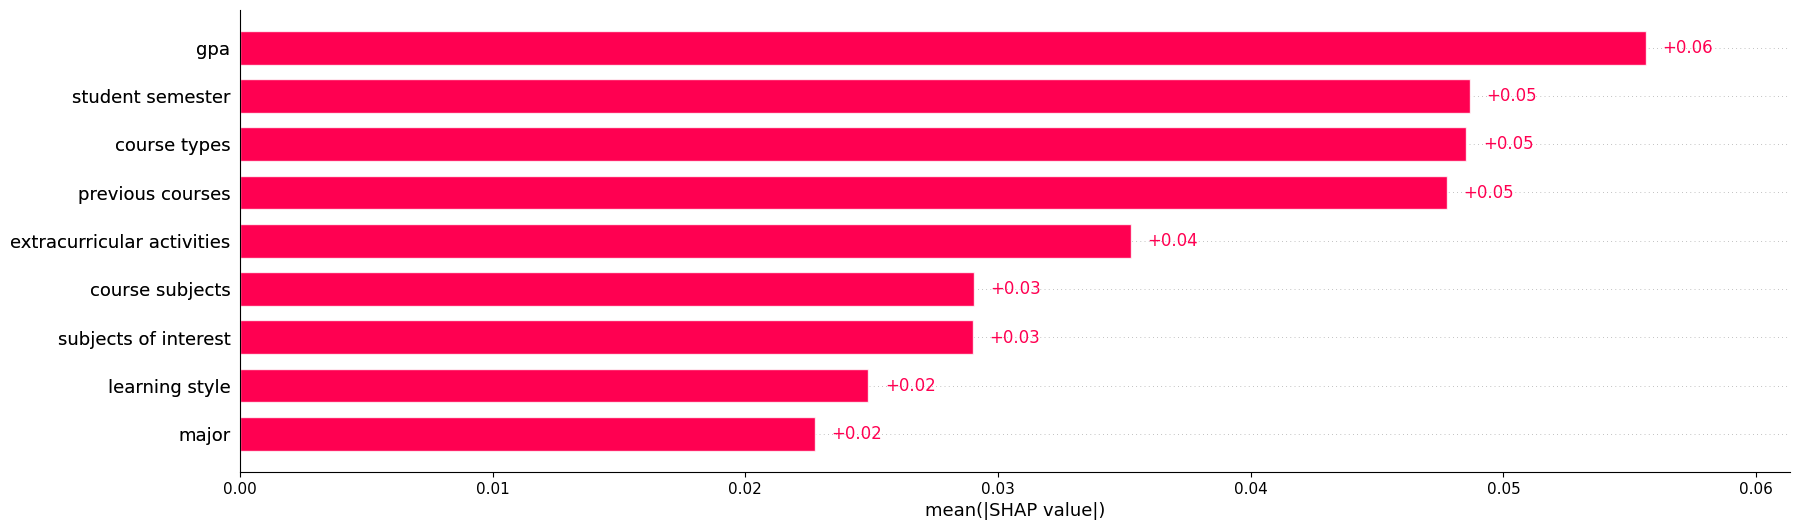 gpa +0.06
student semester +0.05
course types +0.05
previous courses +0.05
extracurricular activities +0.04
course subjects +0.03
subjects of interest +0.03
learning style +0.02
major +0.02
0.00 0.01 0.02 0.03 0.04 0.05 0.06
mean(|SHAP value|)